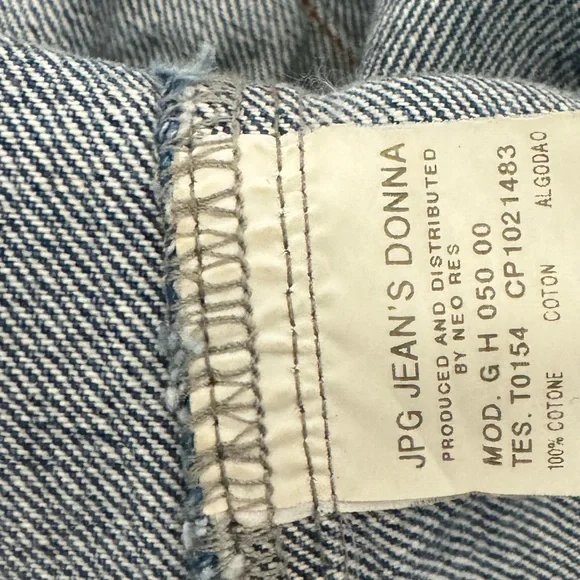 JPG JEAN'S DONNA
PRODUCED AND DISTRIBUTED
BY NEO RES
MOD. G H 050 00
TES. T0154 CP1021483
100% COTONE COTON ALGODAO